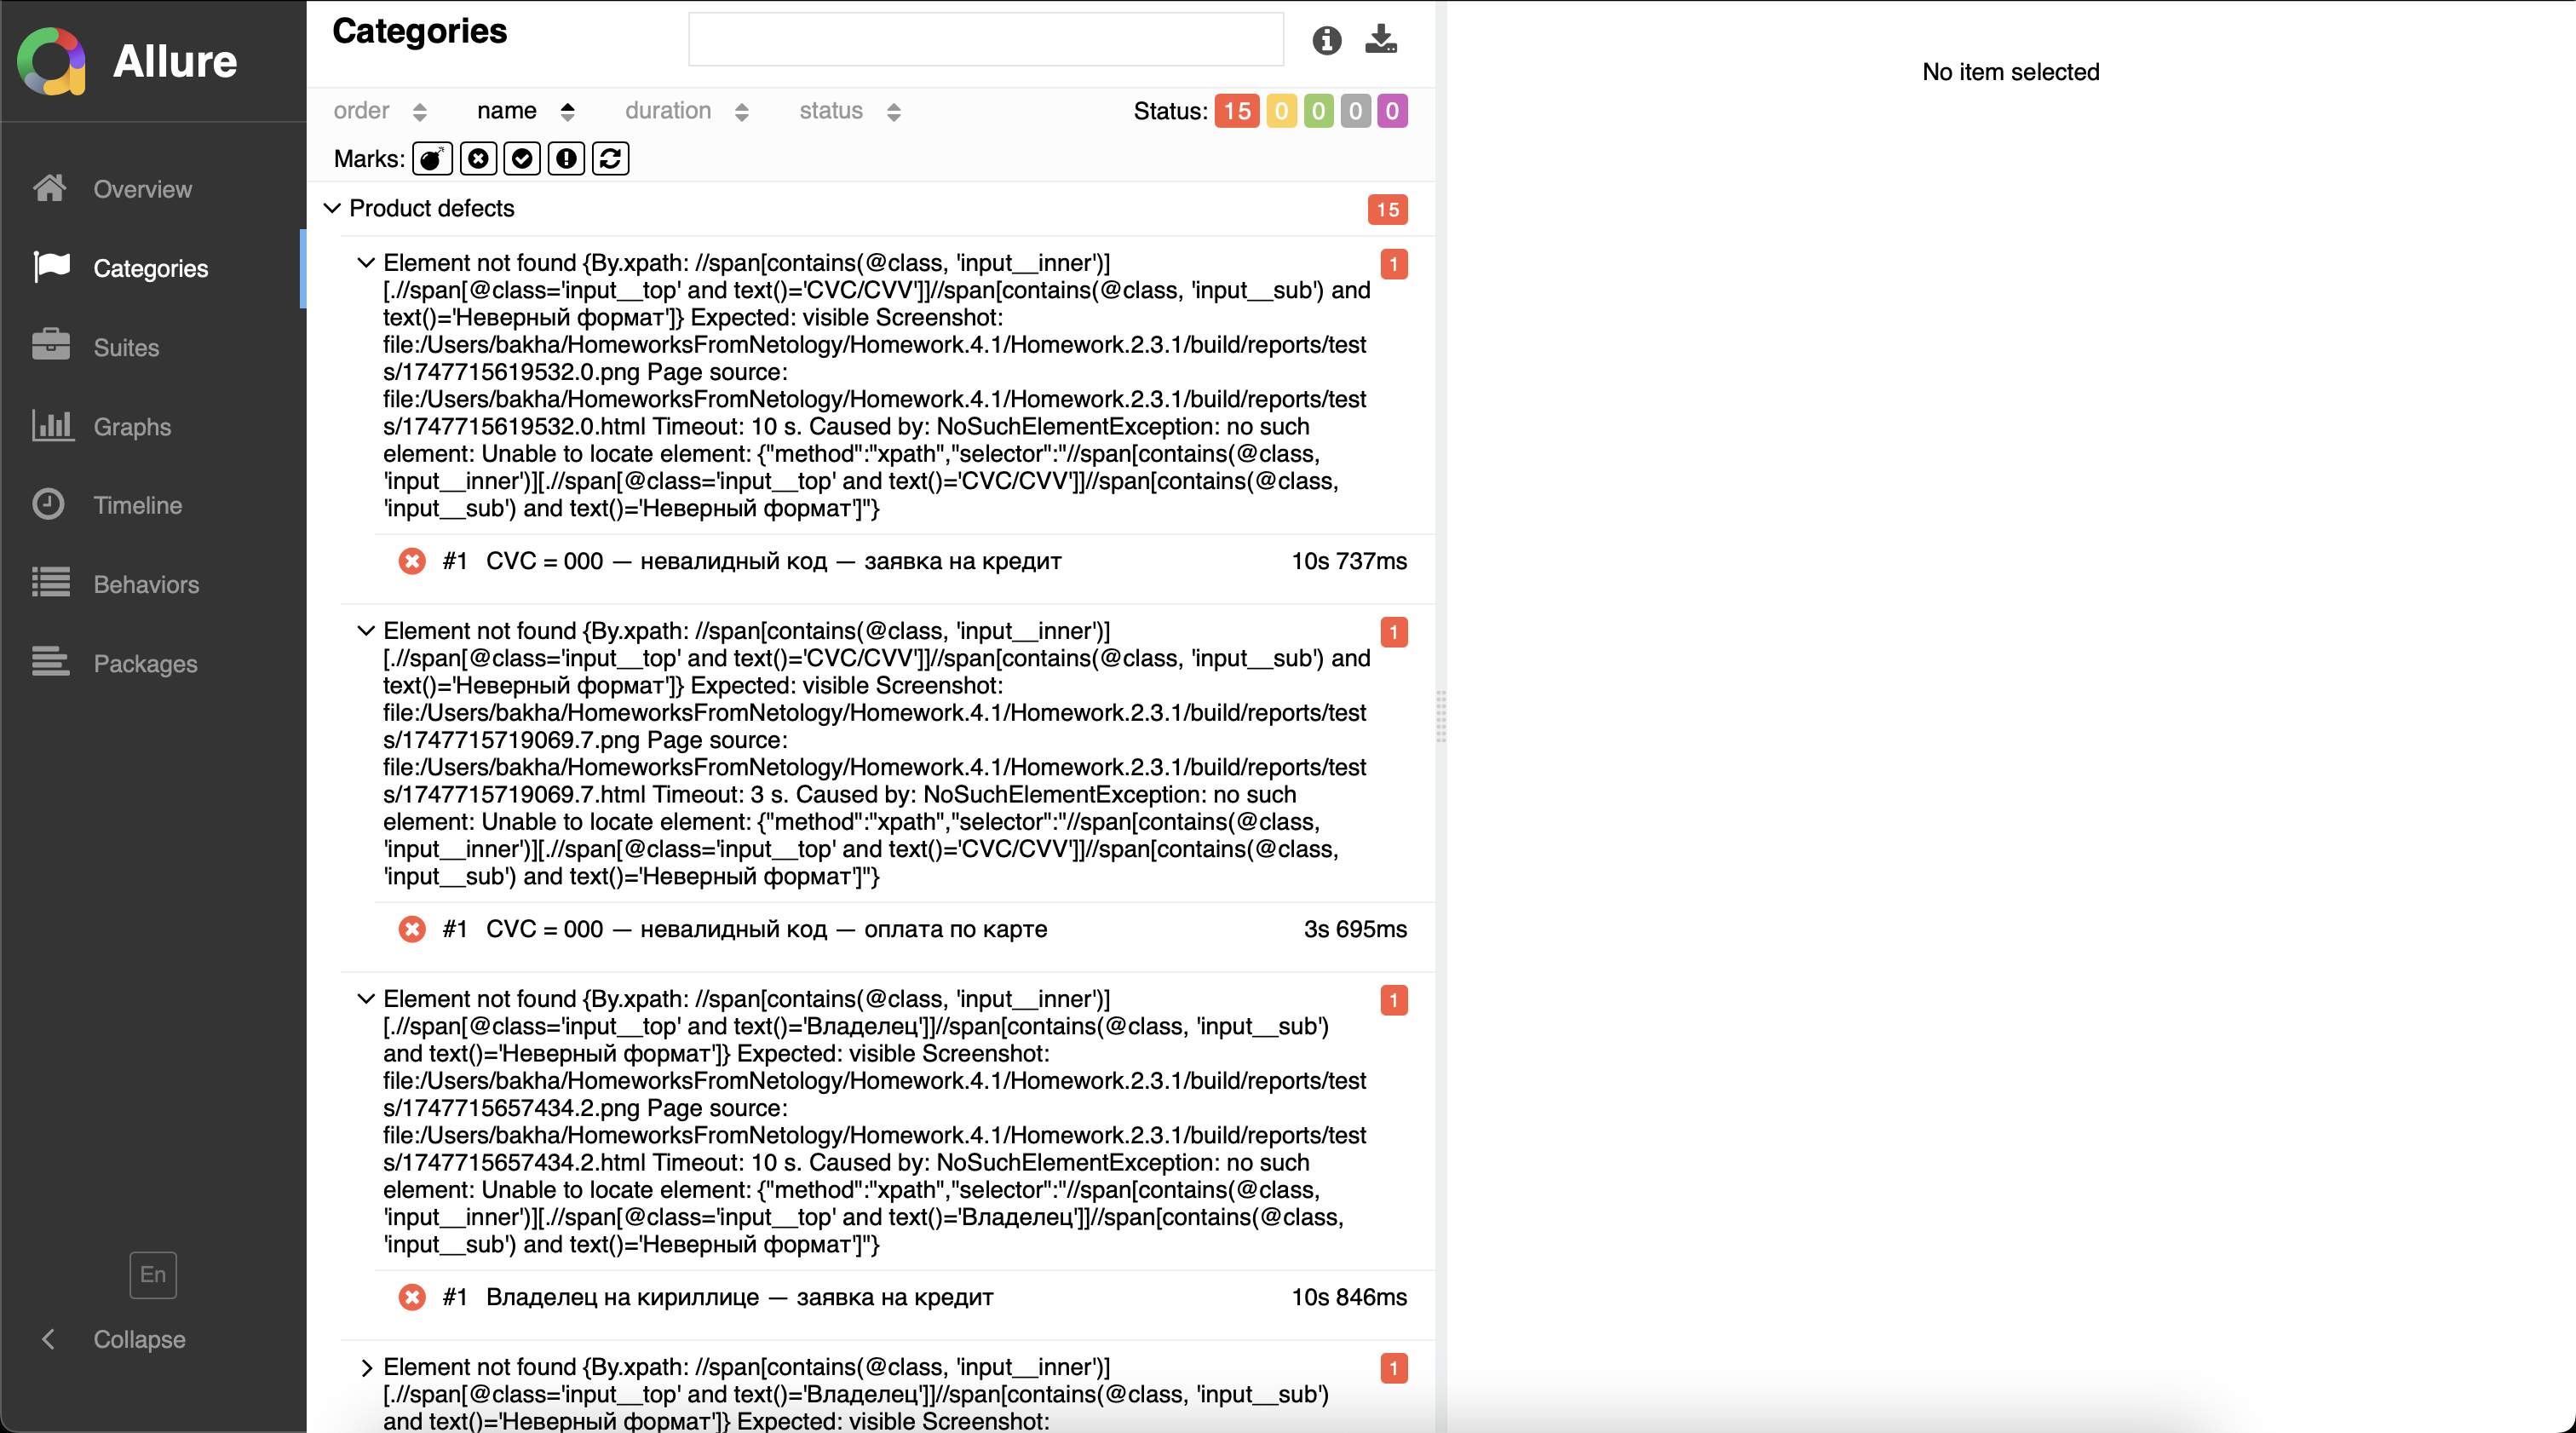 Allure
Overview
Categories
Suites
Graphs
Timeline
Behaviors
Packages
En
Collapse
Categories
order name duration status Status: 15 0 0 0 0
Marks:
Product defects 15
Element not found {By.xpath: //span[contains(@class, 'input__inner')] 1
[.//span[@class='input__top' and text()='CVC/CVV']]//span[contains(@class, 'input__sub') and
text()='Неверный формат']} Expected: visible Screenshot:
file:/Users/bakha/HomeworksFromNetology/Homework.4.1/Homework.2.3.1/build/reports/test
s/1747715619532.0.png Page source:
file:/Users/bakha/HomeworksFromNetology/Homework.4.1/Homework.2.3.1/build/reports/test
s/1747715619532.0.html Timeout: 10 s. Caused by: NoSuchElementException: no such
element: Unable to locate element: {"method":"xpath","selector":"//span[contains(@class,
'input__inner')][.//span[@class='input__top' and text()='CVC/CVV']]//span[contains(@class,
'input__sub') and text()='Неверный формат']"}
#1 CVC = 000 — невалидный код — заявка на кредит 10s 737ms
Element not found {By.xpath: //span[contains(@class, 'input__inner')] 1
[.//span[@class='input__top' and text()='CVC/CVV']]//span[contains(@class, 'input__sub') and
text()='Неверный формат']} Expected: visible Screenshot:
file:/Users/bakha/HomeworksFromNetology/Homework.4.1/Homework.2.3.1/build/reports/test
s/1747715719069.7.png Page source:
file:/Users/bakha/HomeworksFromNetology/Homework.4.1/Homework.2.3.1/build/reports/test
s/1747715719069.7.html Timeout: 3 s. Caused by: NoSuchElementException: no such
element: Unable to locate element: {"method":"xpath","selector":"//span[contains(@class,
'input__inner')][.//span[@class='input__top' and text()='CVC/CVV']]//span[contains(@class,
'input__sub') and text()='Неверный формат']"}
#1 CVC = 000 — невалидный код — оплата по карте 3s 695ms
Element not found {By.xpath: //span[contains(@class, 'input__inner')] 1
[.//span[@class='input__top' and text()='Владелец']]//span[contains(@class, 'input__sub')
and text()='Неверный формат']} Expected: visible Screenshot:
file:/Users/bakha/HomeworksFromNetology/Homework.4.1/Homework.2.3.1/build/reports/test
s/1747715657434.2.png Page source:
file:/Users/bakha/HomeworksFromNetology/Homework.4.1/Homework.2.3.1/build/reports/test
s/1747715657434.2.html Timeout: 10 s. Caused by: NoSuchElementException: no such
element: Unable to locate element: {"method":"xpath","selector":"//span[contains(@class,
'input__inner')][.//span[@class='input__top' and text()='Владелец']]//span[contains(@class,
'input__sub') and text()='Неверный формат']"}
#1 Владелец на кириллице — заявка на кредит 10s 846ms
Element not found {By.xpath: //span[contains(@class, 'input__inner')] 1
[.//span[@class='input__top' and text()='Владелец']]//span[contains(@class, 'input__sub')
and text()='Неверный формат']} Expected: visible Screenshot:
No item selected